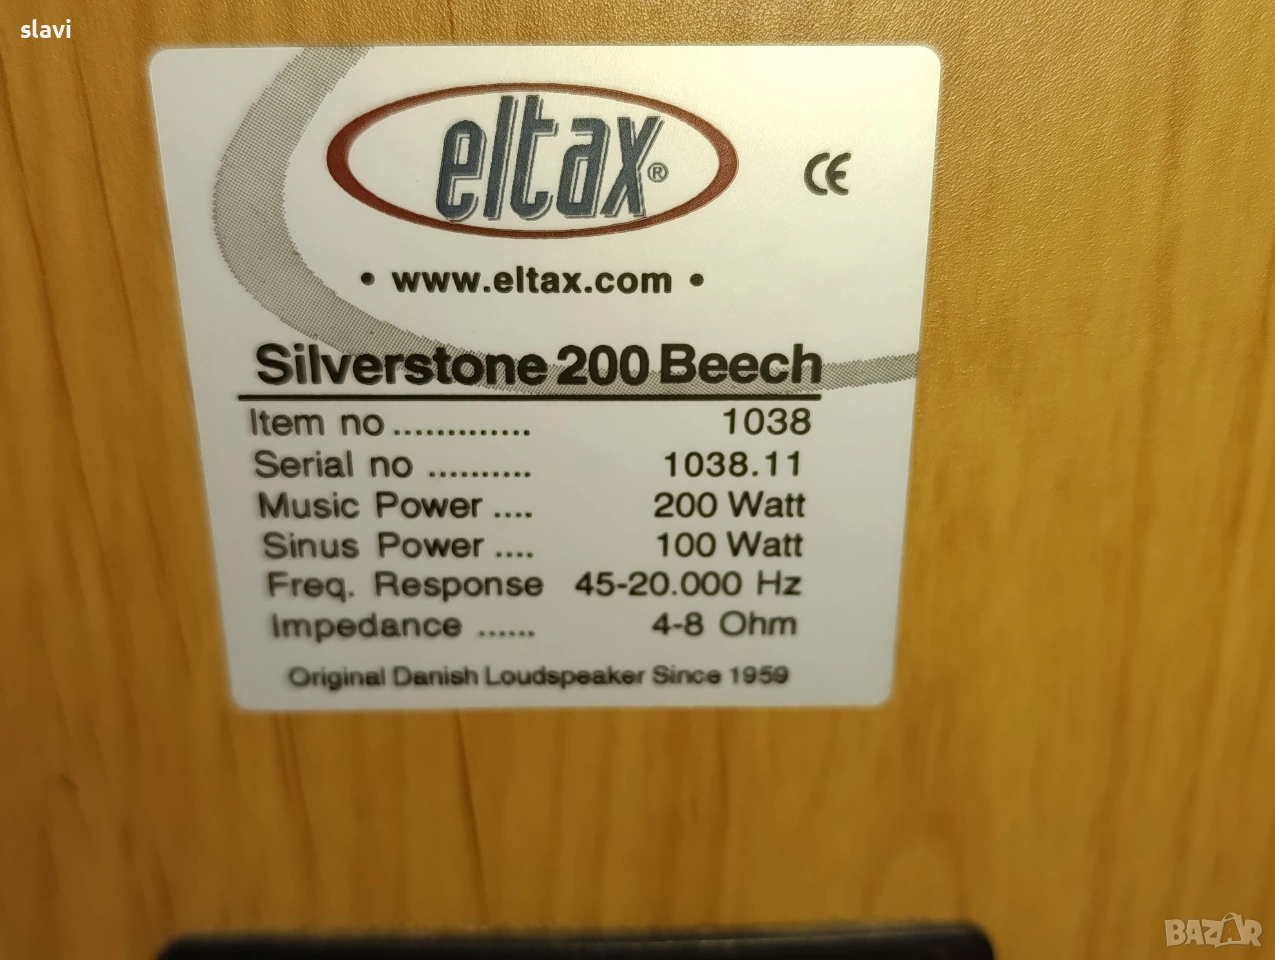 slavi
eltax®
CE
• www.eltax.com •
Silverstone 200 Beech
Item no ............. 1038
Serial no .......... 1038.11
Music Power .... 200 Watt
Sinus Power .... 100 Watt
Freq. Response 45-20.000 Hz
Impedance ...... 4-8 Ohm
Original Danish Loudspeaker Since 1959
BAZAR